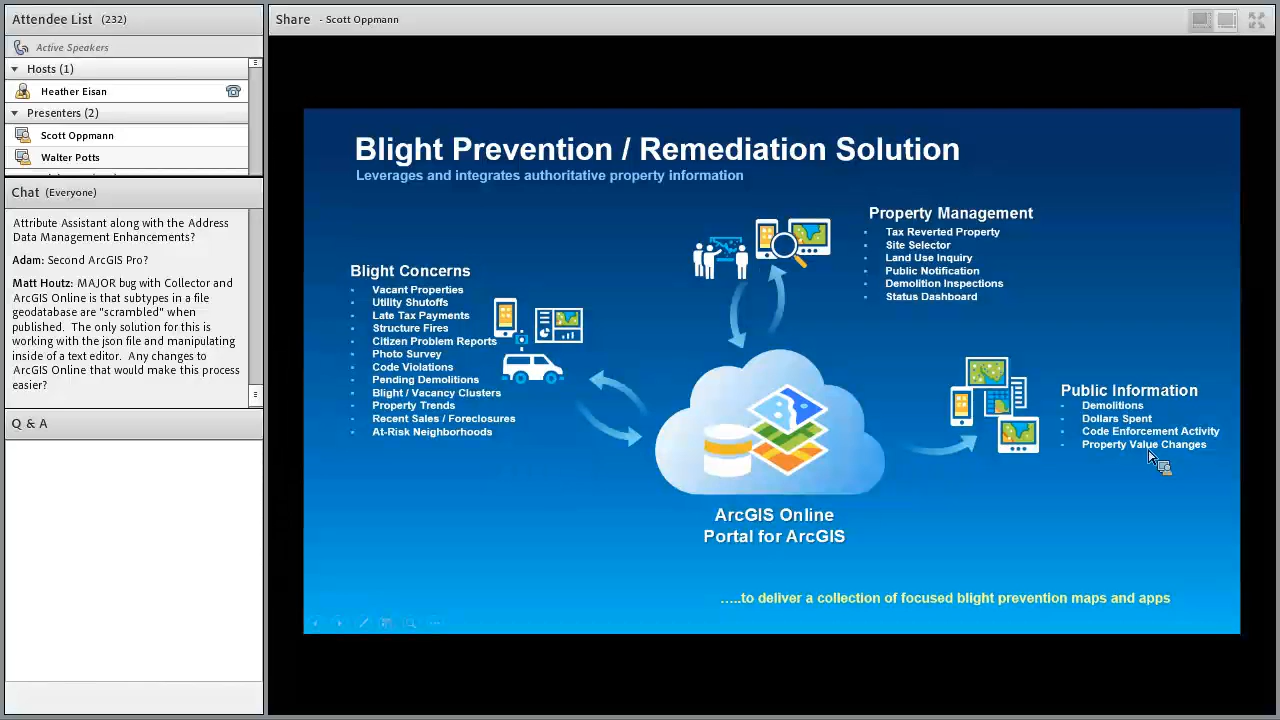 Attendee List (232)
Active Speakers
Hosts (1)
Heather Eisan
Presenters (2)
Scott Oppmann
Walter Potts
Chat (Everyone)
Attribute Assistant along with the Address
Data Management Enhancements?
Adam: Second ArcGIS Pro?
Matt Houtz: MAJOR bug with Collector and
ArcGIS Online is that subtypes in a file
geodatabase are "scrambled" when
published. The only solution for this is
working with the json file and manipulating
inside of a text editor. Any changes to
ArcGIS Online that would make this process
easier?
Q & A
Share - Scott Oppmann
Blight Prevention / Remediation Solution
Leverages and integrates authoritative property information
Blight Concerns
Vacant Properties
Utility Shutoffs
Late Tax Payments
Structure Fires
Citizen Problem Reports
Photo Survey
Code Violations
Pending Demolitions
Blight / Vacancy Clusters
Property Trends
Recent Sales / Foreclosures
At-Risk Neighborhoods
Property Management
Tax Reverted Property
Site Selector
Land Use Inquiry
Public Notification
Demolition Inspections
Status Dashboard
Public Information
Demolitions
Dollars Spent
Code Enforcement Activity
Property Value Changes
ArcGIS Online
Portal for ArcGIS
…..to deliver a collection of focused blight prevention maps and apps